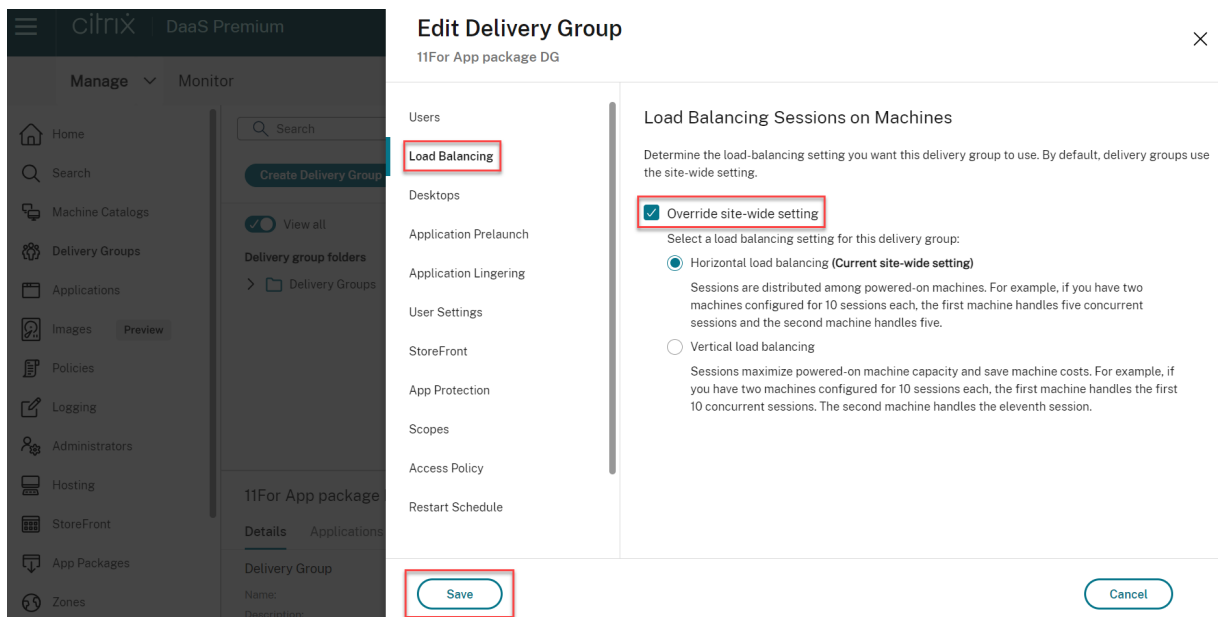 citrix DaaS Premium
Manage Monitor
Home
Search
Machine Catalogs
Delivery Groups
Applications
Images Preview
Policies
Logging
Administrators
Hosting
StoreFront
App Packages
Zones
Search
Create Delivery Group
View all
Delivery group folders
Delivery Groups
11For App package
Details Applications
Delivery Group
Name:
Description:
Edit Delivery Group
11For App package DG
Users
Load Balancing
Desktops
Application Prelaunch
Application Lingering
User Settings
StoreFront
App Protection
Scopes
Access Policy
Restart Schedule
Load Balancing Sessions on Machines
Determine the load-balancing setting you want this delivery group to use. By default, delivery groups use
the site-wide setting.
Override site-wide setting
Select a load balancing setting for this delivery group:
Horizontal load balancing (Current site-wide setting)
Sessions are distributed among powered-on machines. For example, if you have two
machines configured for 10 sessions each, the first machine handles five concurrent
sessions and the second machine handles five.
Vertical load balancing
Sessions maximize powered-on machine capacity and save machine costs. For example, if
you have two machines configured for 10 sessions each, the first machine handles the first
10 concurrent sessions. The second machine handles the eleventh session.
Save
Cancel